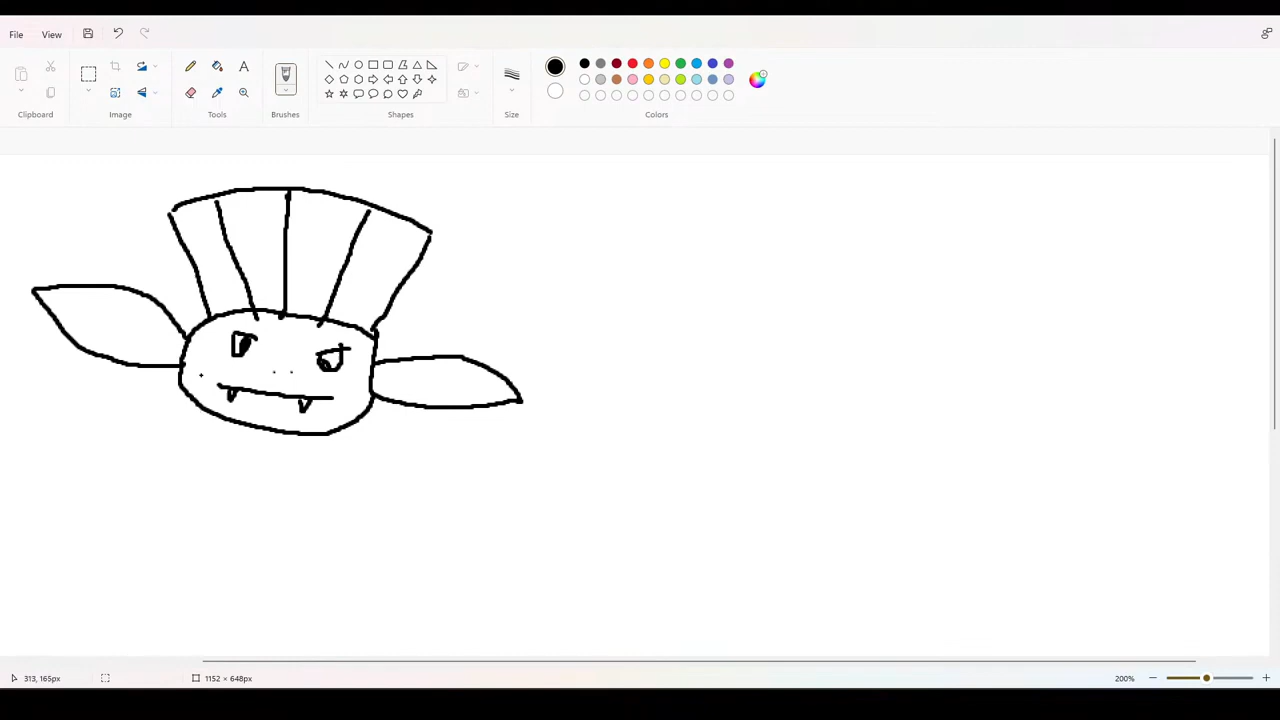 File View
Clipboard Image Tools Brushes Shapes Size Colors
313, 165px 1152 × 648px 200%